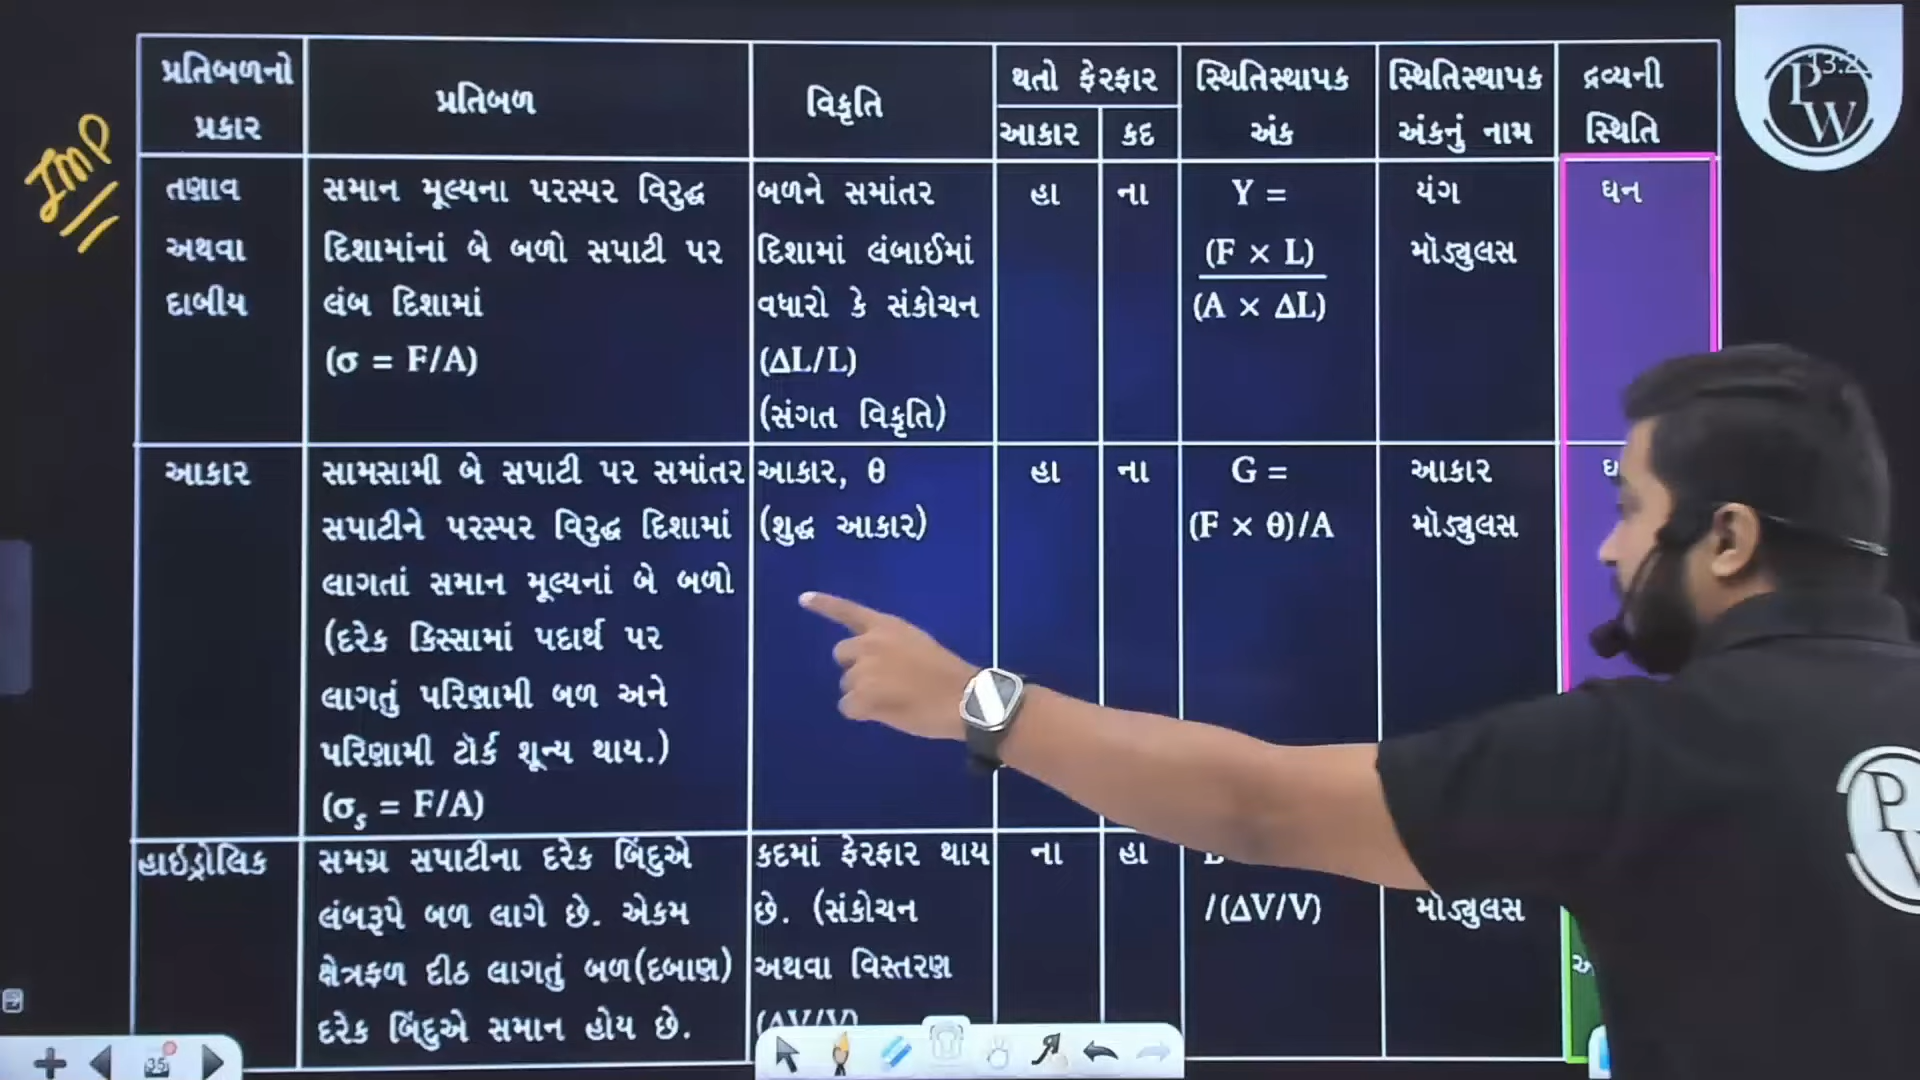 પ્રતિબળનો
પ્રકાર
પ્રતિબળ
વિકૃતિ
થતો ફેરફાર
આકાર
કદ
સ્થિતિસ્થાપક
અંક
સ્થિતિસ્થાપક
અંકનું નામ
દ્રવ્યની
સ્થિતિ
IMP
તણાવ
અથવા
દાબીય
સમાન મૂલ્યના પરસ્પર વિરુદ્ધ
દિશામાંનાં બે બળો સપાટી પર
લંબ દિશામાં
(σ = F/A)
બળને સમાંતર
દિશામાં લંબાઈમાં
વધારો કે સંકોચન
(ΔL/L)
(સંગત વિકૃતિ)
હા
ના
Y =
(F × L)
(A × ΔL)
યંગ
મૉડ્યુલસ
ઘન
આકાર
સામસામી બે સપાટી પર સમાંતર
સપાટીને પરસ્પર વિરુદ્ધ દિશામાં
લાગતાં સમાન મૂલ્યનાં બે બળો
(દરેક કિસ્સામાં પદાર્થ પર
લાગતું પરિણામી બળ અને
પરિણામી ટૉર્ક શૂન્ય થાય.)
(σs = F/A)
આકાર, θ
(શુદ્ધ આકાર)
હા
ના
G =
(F × θ)/A
આકાર
મૉડ્યુલસ
હાઇડ્રોલિક
સમગ્ર સપાટીના દરેક બિંદુએ
લંબરૂપે બળ લાગે છે. એકમ
ક્ષેત્રફળ દીઠ લાગતું બળ(દબાણ)
દરેક બિંદુએ સમાન હોય છે.
કદમાં ફેરફાર થાય
છે. (સંકોચન
અથવા વિસ્તરણ
(ΔV/V)
ના
હા
/(ΔV/V)
મૉડ્યુલસ
PW
35